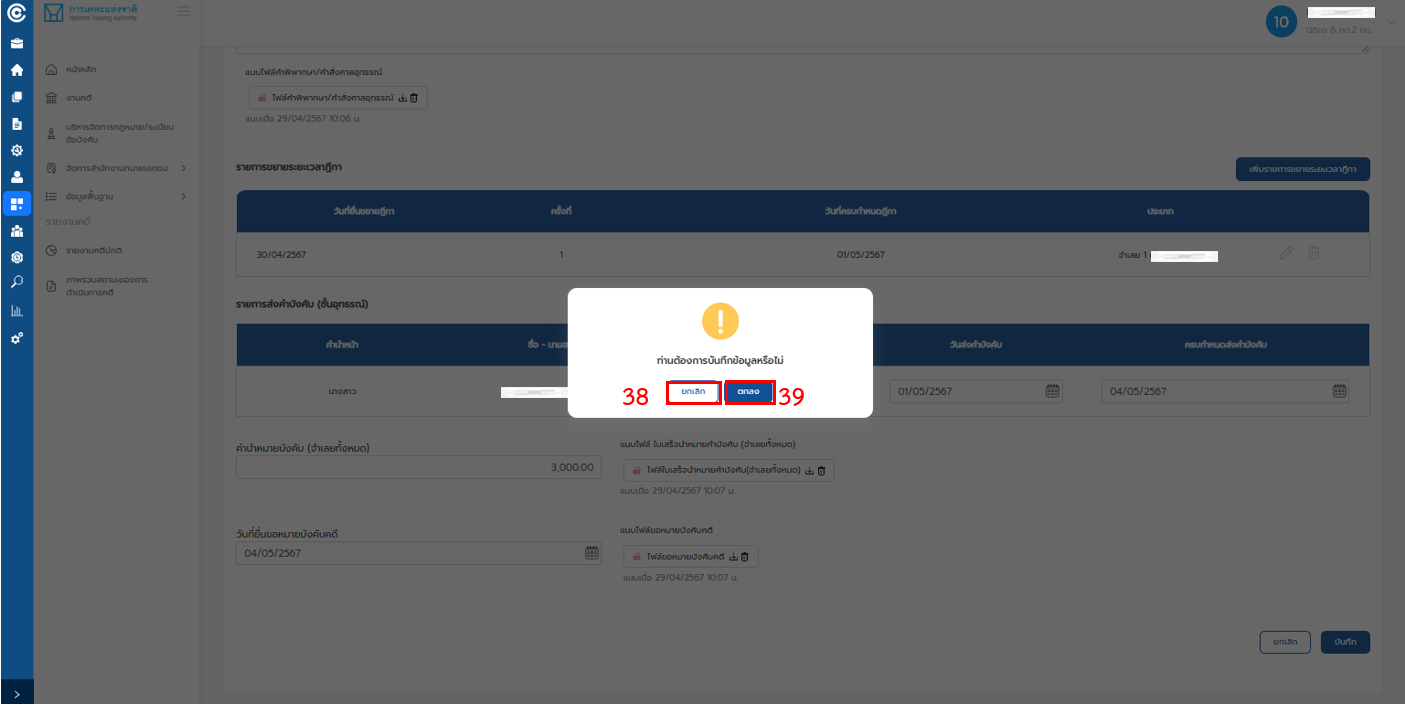 การเคหะแห่งชาติ
National Housing Authority
10
นิติกร 6 กต.2 กม.
หน้าหลัก
งานคดี
บริหารจัดการกฎหมาย/ระเบียบ
ข้อบังคับ
จัดการสำนักงานทนายเอกชน
ข้อมูลพื้นฐาน
รายงานคดี
รายงานคดีปกติ
ภาพรวมสถานะของการ
ดำเนินการคดี
แนบไฟล์คำพิพากษา/คำสั่งศาลอุทธรณ์
ไฟล์คำพิพากษา/คำสั่งศาลอุทธรณ์
แนบเมื่อ 29/04/2567 10:06 น.
รายการขยายระยะเวลาฎีกา
เพิ่มรายการขยายระยะเวลาฎีกา
วันที่ยื่นขยายฎีกา ครั้งที่ วันที่ครบกำหนดฎีกา ประเภท
30/04/2567 1 01/05/2567 จำเลย 1
รายการส่งคำบังคับ (ชั้นอุทธรณ์)
คำนำหน้า ชื่อ - นามส วันส่งคำบังคับ ครบกำหนดส่งคำบังคับ
นางสาว 01/05/2567 04/05/2567
ท่านต้องการบันทึกข้อมูลหรือไม่
38 ยกเลิก ตกลง 39
ค่านำหมายบังคับ (จำเลยทั้งหมด)
3,000.00
แนบไฟล์ ใบเสร็จนำหมายคำบังคับ (จำเลยทั้งหมด)
ไฟล์ใบเสร็จนำหมายคำบังคับ(จำเลยทั้งหมด)
แนบเมื่อ 29/04/2567 10:07 น.
วันที่ยื่นขอหมายบังคับคดี
04/05/2567
แนบไฟล์ขอหมายบังคับคดี
ไฟล์ขอหมายบังคับคดี
แนบเมื่อ 29/04/2567 10:07 น.
ยกเลิก บันทึก